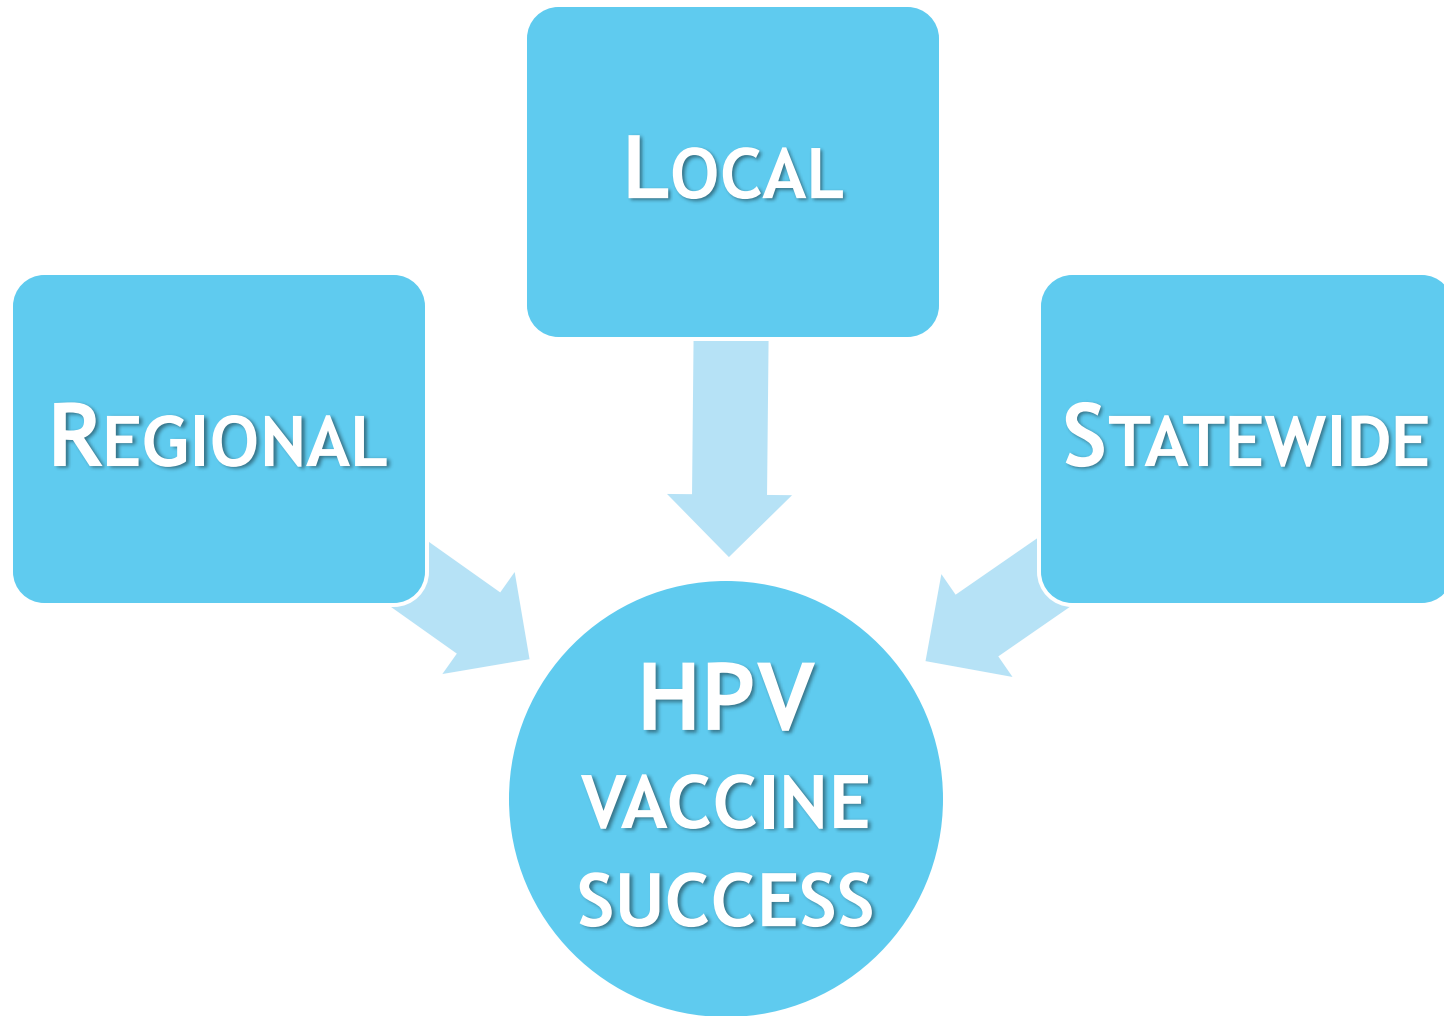 Local
Regional
Statewide
HPV
vaccine
success